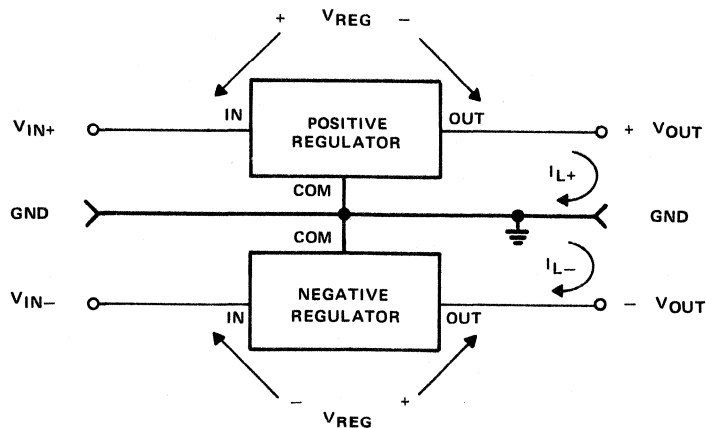 + VREG −
IN
OUT
VIN+
POSITIVE
REGULATOR
+ VOUT
COM
IL+
GND
GND
COM
IL−
VIN−
NEGATIVE
REGULATOR
− VOUT
IN
OUT
− VREG +